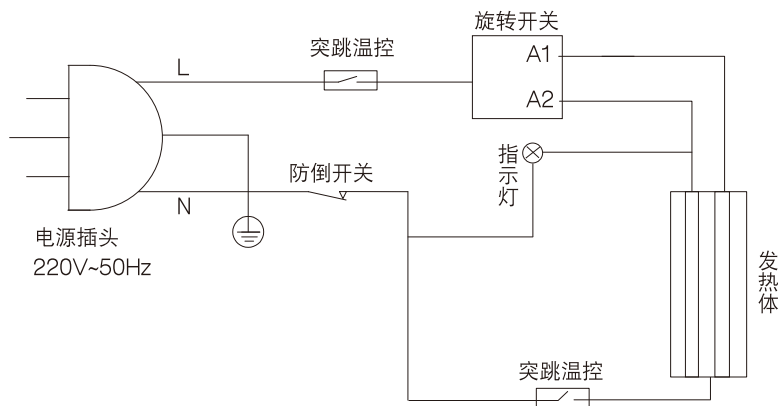 旋转开关
突跳温控
L
A1
A2
指示灯
防倒开关
N
电源插头
220V~50Hz
发热体
突跳温控